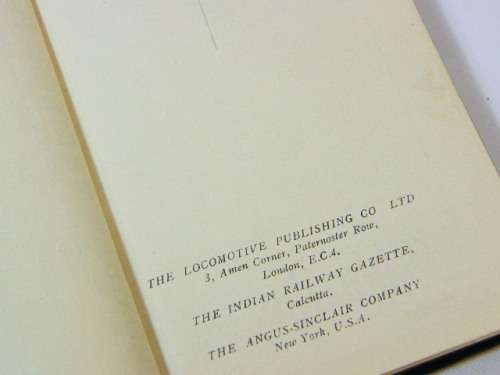 THE LOCOMOTIVE PUBLISHING CO LTD
3, Amen Corner, Paternoster Row,
London, E.C.4.
THE INDIAN RAILWAY GAZETTE,
Calcutta.
THE ANGUS-SINCLAIR COMPANY
New York, U.S.A.